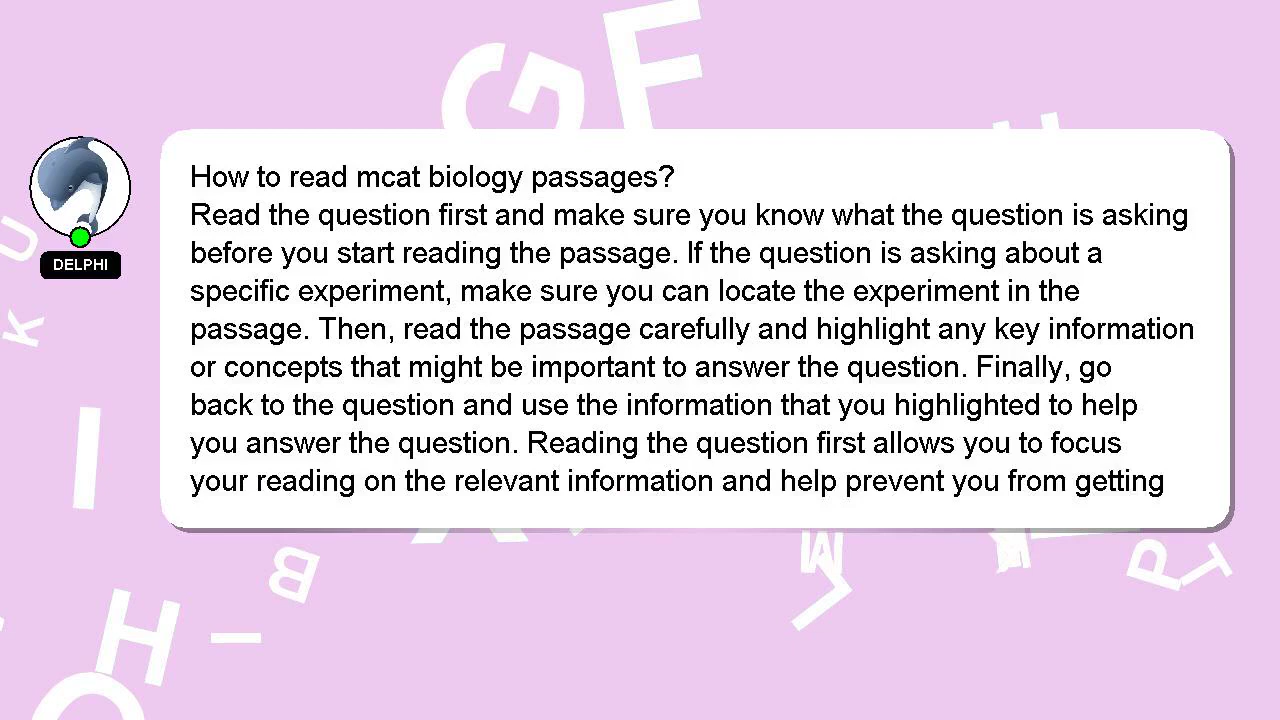 How to read mcat biology passages?
Read the question first and make sure you know what the question is asking
before you start reading the passage. If the question is asking about a
specific experiment, make sure you can locate the experiment in the
passage. Then, read the passage carefully and highlight any key information
or concepts that might be important to answer the question. Finally, go
back to the question and use the information that you highlighted to help
you answer the question. Reading the question first allows you to focus
your reading on the relevant information and help prevent you from getting
DELPHI